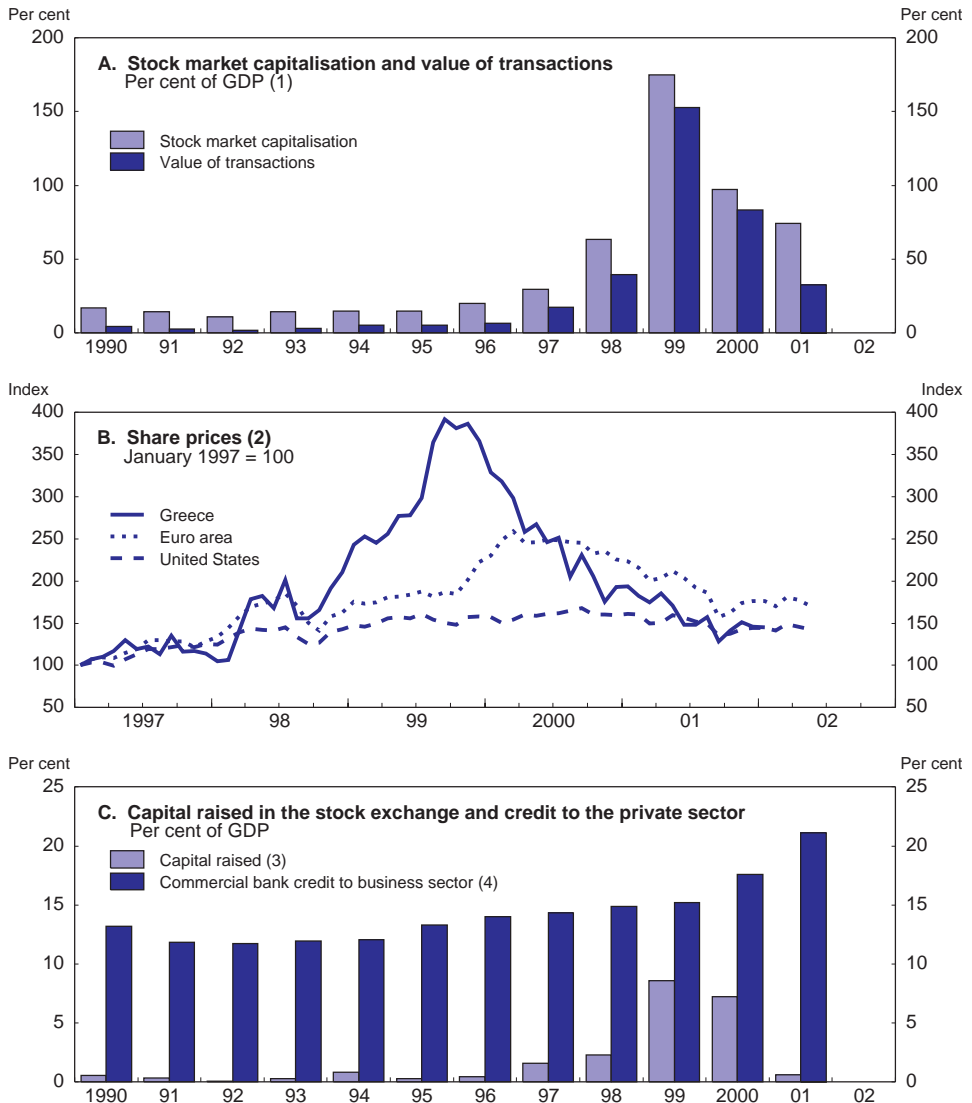 Per cent Per cent
200 200
A. Stock market capitalisation and value of transactions
Per cent of GDP (1)
150 150
Stock market capitalisation
Value of transactions
100 100
50 50
0 0
1990 91 92 93 94 95 96 97 98 99 2000 01 02
Index Index
400 400
B. Share prices (2)
January 1997 = 100
350 350
300 300
Greece
Euro area
250 250
United States
200 200
150 150
100 100
50 50
1997 98 99 2000 01 02
Per cent Per cent
25 25
C. Capital raised in the stock exchange and credit to the private sector
Per cent of GDP
20 20
Capital raised (3)
Commercial bank credit to business sector (4)
15 15
10 10
5 5
0 0
1990 91 92 93 94 95 96 97 98 99 2000 01 02